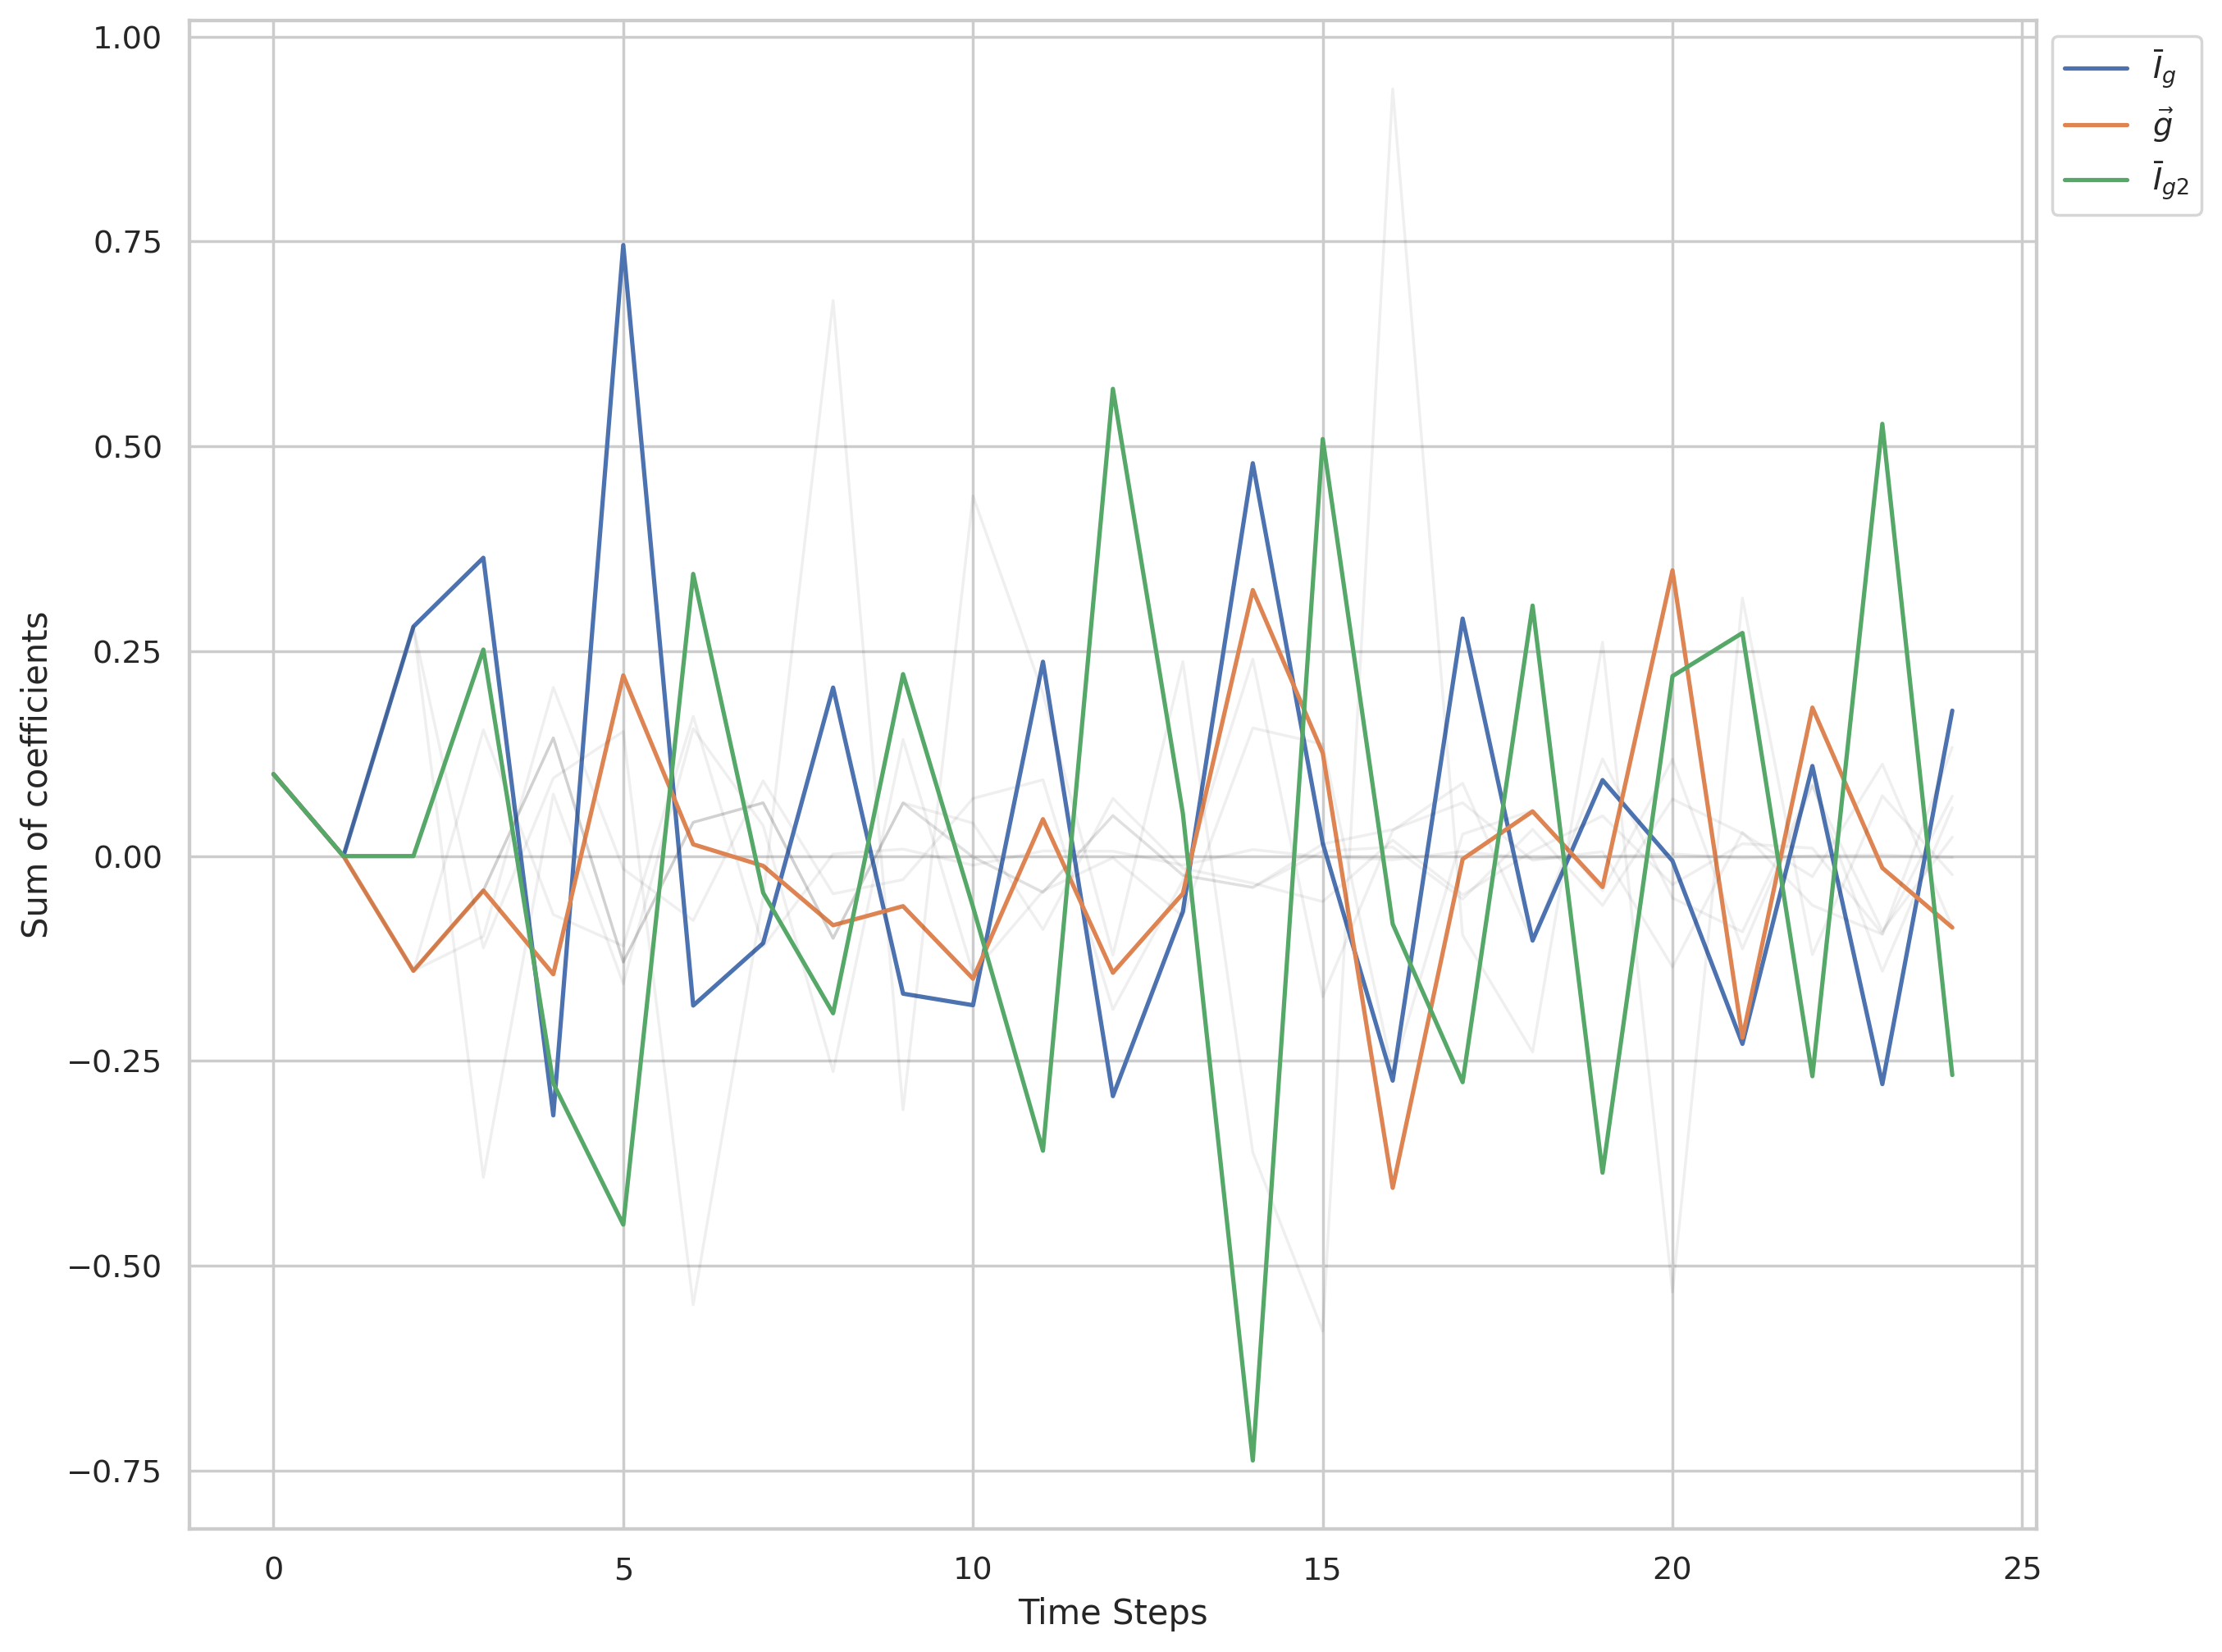 1.00
0.75
0.50
0.25
0.00
−0.25
−0.50
−0.75
Sum of coefficients
0 5 10 15 20 25
Time Steps
$\bar{I}_g$
$\vec{g}$
$\bar{I}_{g2}$